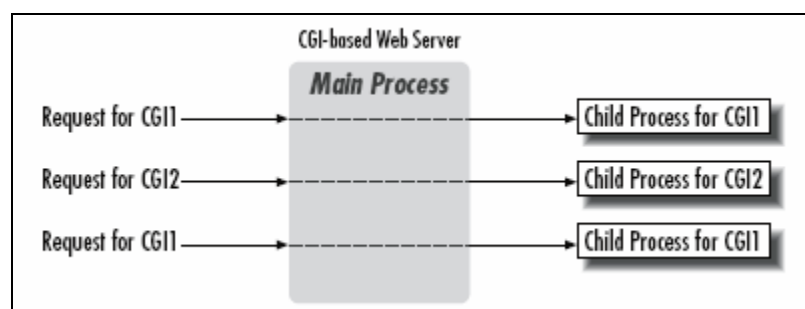 CGI-based Web Server
Main Process
Request for CGI1
Child Process for CGI1
Request for CGI2
Child Process for CGI2
Request for CGI1
Child Process for CGI1